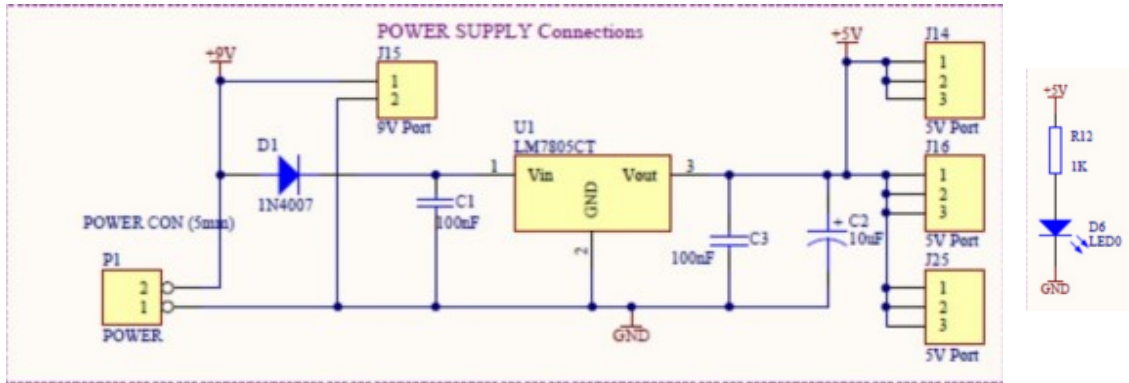 POWER SUPPLY Connections
+9V
J15
1
2
9V Port
D1
1N4007
POWER CON (5mm)
P1
2
1
POWER
C1
100nF
U1
LM7805CT
1
Vin
Vout
3
GND
2
C3
100nF
+
C2
10uF
GND
+5V
J14
1
2
3
5V Port
J16
1
2
3
5V Port
J25
1
2
3
5V Port
+5V
R12
1K
D6
LED0
GND